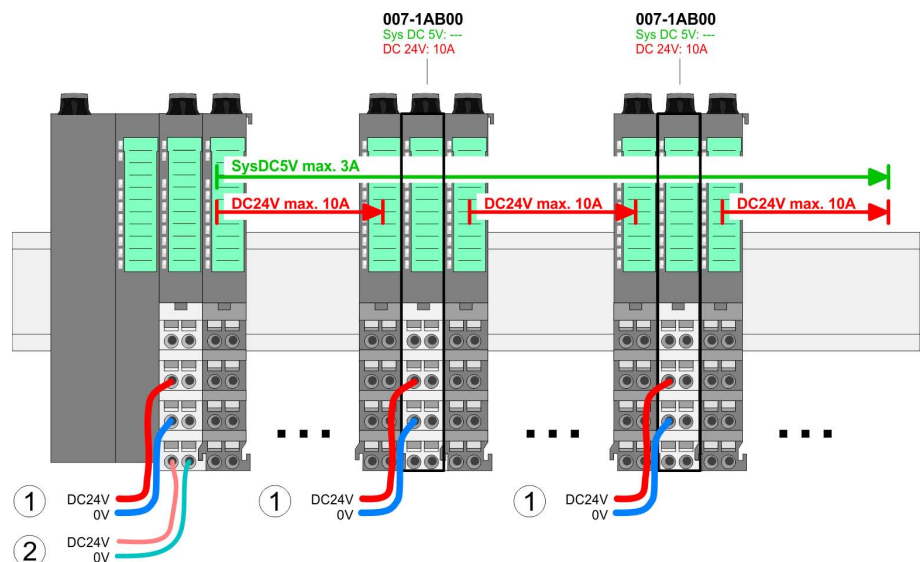 007-1AB00
Sys DC 5V: ---
DC 24V: 10A
007-1AB00
Sys DC 5V: ---
DC 24V: 10A
SysDC5V max. 3A
DC24V max. 10A
DC24V max. 10A
DC24V max. 10A
1
DC24V
0V
1
DC24V
0V
1
DC24V
0V
2
DC24V
0V